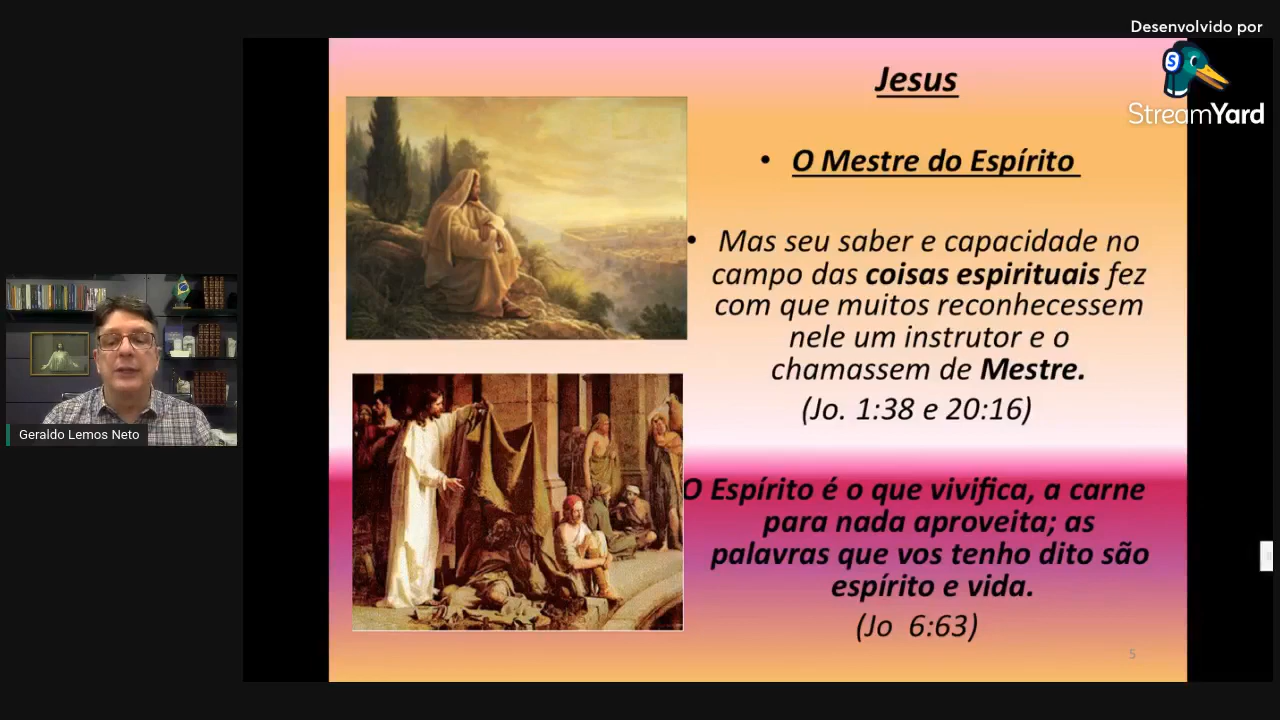 Desenvolvido por
StreamYard
Jesus
• O Mestre do Espírito
• Mas seu saber e capacidade no
campo das coisas espirituais fez
com que muitos reconhecessem
nele um instrutor e o
chamassem de Mestre.
(Jo. 1:38 e 20:16)
O Espírito é o que vivifica, a carne
para nada aproveita; as
palavras que vos tenho dito são
espírito e vida.
(Jo 6:63)
5
Geraldo Lemos Neto